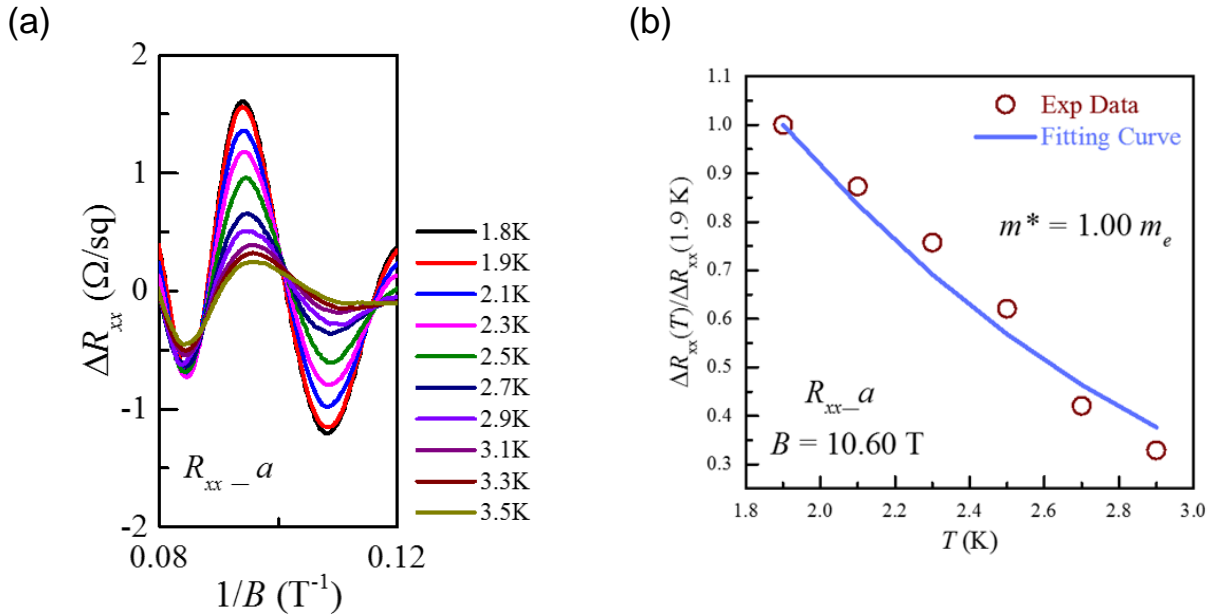 (a)
2
1
0
-1
-2
ΔRxx (Ω/sq)
Rxx_a
0.08
0.12
1/B (T⁻¹)
1.8K
1.9K
2.1K
2.3K
2.5K
2.7K
2.9K
3.1K
3.3K
3.5K
(b)
1.1
1.0
0.9
0.8
0.7
0.6
0.5
0.4
0.3
ΔRxx(T)/ΔRxx(1.9 K)
Exp Data
Fitting Curve
m* = 1.00 me
Rxx_a
B = 10.60 T
1.8
2.0
2.2
2.4
2.6
2.8
3.0
T (K)